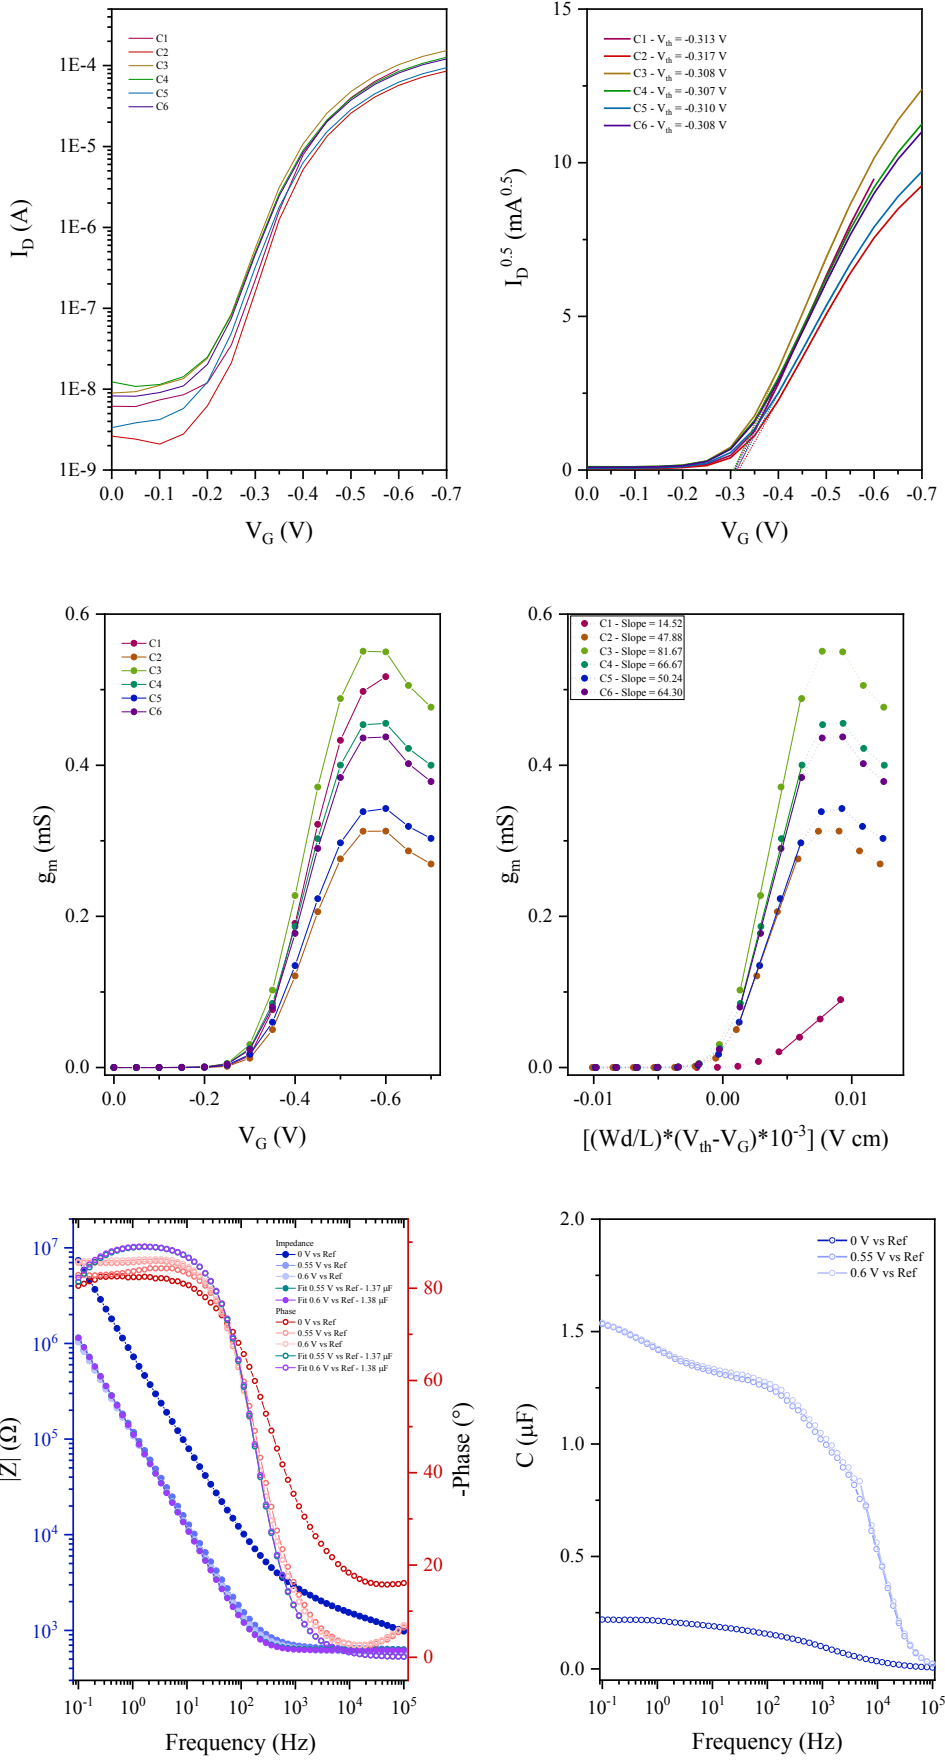 I_D (A)
1E-4
1E-5
1E-6
1E-7
1E-8
1E-9
C1
C2
C3
C4
C5
C6
0.0 -0.1 -0.2 -0.3 -0.4 -0.5 -0.6 -0.7
V_G (V)
I_D^0.5 (mA^0.5)
15
10
5
0
C1 - V_th = -0.313 V
C2 - V_th = -0.317 V
C3 - V_th = -0.308 V
C4 - V_th = -0.307 V
C5 - V_th = -0.310 V
C6 - V_th = -0.308 V
0.0 -0.1 -0.2 -0.3 -0.4 -0.5 -0.6 -0.7
V_G (V)
g_m (mS)
0.6
0.4
0.2
0.0
C1
C2
C3
C4
C5
C6
0.0 -0.2 -0.4 -0.6
V_G (V)
g_m (mS)
0.6
0.4
0.2
0.0
C1 - Slope = 14.52
C2 - Slope = 47.88
C3 - Slope = 81.67
C4 - Slope = 66.67
C5 - Slope = 50.24
C6 - Slope = 64.30
-0.01 0.00 0.01
[(Wd/L)*(V_th-V_G)*10^-3] (V cm)
|Z| (Ω)
10^7
10^6
10^5
10^4
10^3
Impedance
0 V vs Ref
0.55 V vs Ref
0.6 V vs Ref
Fit 0.55 V vs Ref - 1.37 μF
Fit 0.6 V vs Ref - 1.38 μF
Phase
0 V vs Ref
0.55 V vs Ref
0.6 V vs Ref
Fit 0.55 V vs Ref - 1.37 μF
Fit 0.6 V vs Ref - 1.38 μF
80
60
40
20
0
-Phase (°)
10^-1 10^0 10^1 10^2 10^3 10^4 10^5
Frequency (Hz)
C (μF)
2.0
1.5
1.0
0.5
0.0
0 V vs Ref
0.55 V vs Ref
0.6 V vs Ref
10^-1 10^0 10^1 10^2 10^3 10^4 10^5
Frequency (Hz)